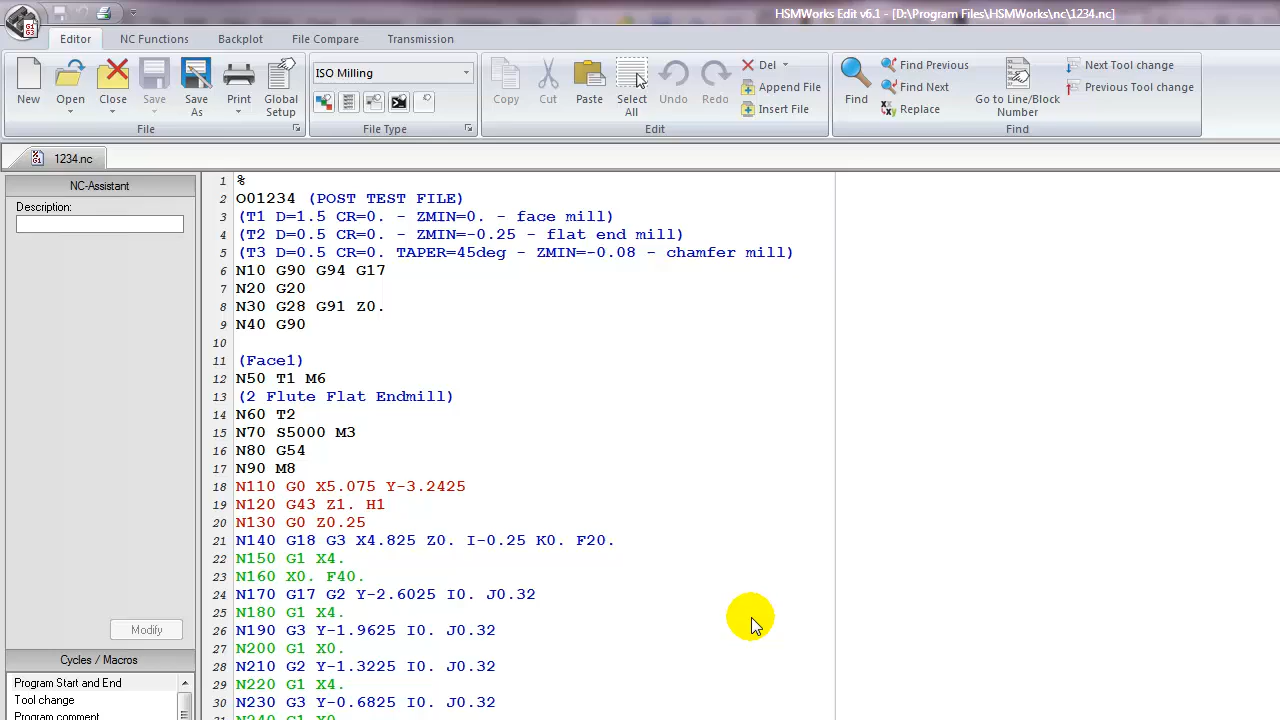 HSMWorks Edit v6.1 - [D:\Program Files\HSMWorks\nc\1234.nc]
Editor NC Functions Backplot File Compare Transmission
New Open Close Save Save As Print Global Setup
File
ISO Milling
File Type
Copy Cut Paste Select All Undo Redo
Del
Append File
Insert File
Edit
Find
Find Previous
Find Next
Replace
Go to Line/Block Number
Next Tool change
Previous Tool change
Find
1234.nc
NC-Assistant
Description:
Modify
Cycles / Macros
Program Start and End
Tool change
Program comment
1 %
2 O01234 (POST TEST FILE)
3 (T1 D=1.5 CR=0. - ZMIN=0. - face mill)
4 (T2 D=0.5 CR=0. - ZMIN=-0.25 - flat end mill)
5 (T3 D=0.5 CR=0. TAPER=45deg - ZMIN=-0.08 - chamfer mill)
6 N10 G90 G94 G17
7 N20 G20
8 N30 G28 G91 Z0.
9 N40 G90
10
11 (Face1)
12 N50 T1 M6
13 (2 Flute Flat Endmill)
14 N60 T2
15 N70 S5000 M3
16 N80 G54
17 N90 M8
18 N110 G0 X5.075 Y-3.2425
19 N120 G43 Z1. H1
20 N130 G0 Z0.25
21 N140 G18 G3 X4.825 Z0. I-0.25 K0. F20.
22 N150 G1 X4.
23 N160 X0. F40.
24 N170 G17 G2 Y-2.6025 I0. J0.32
25 N180 G1 X4.
26 N190 G3 Y-1.9625 I0. J0.32
27 N200 G1 X0.
28 N210 G2 Y-1.3225 I0. J0.32
29 N220 G1 X4.
30 N230 G3 Y-0.6825 I0. J0.32
31 N240 G1 X0.